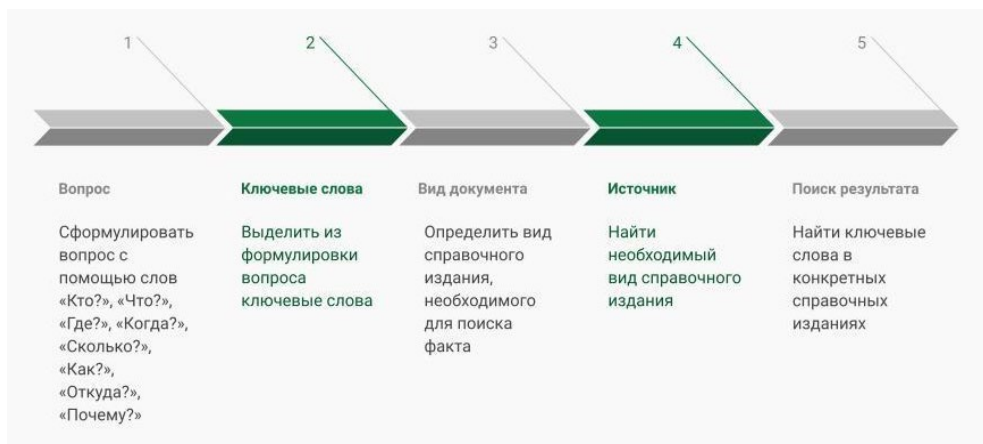 1
2
3
4
5
Вопрос
Сформулировать
вопрос с
помощью слов
«Кто?», «Что?»,
«Где?», «Когда?»,
«Сколько?»,
«Как?»,
«Откуда?»,
«Почему?»
Ключевые слова
Выделить из
формулировки
вопроса
ключевые слова
Вид документа
Определить вид
справочного
издания,
необходимого
для поиска
факта
Источник
Найти
необходимый
вид справочного
издания
Поиск результата
Найти ключевые
слова в
конкретных
справочных
изданиях